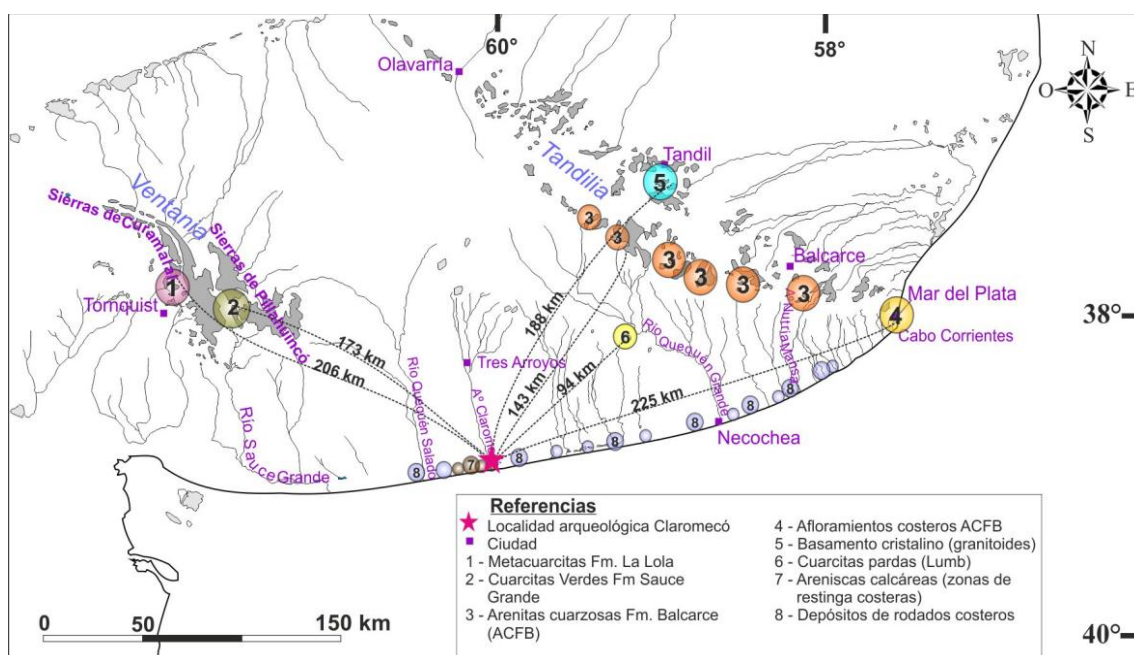 60°
58°
N
O
E
S
Olavarría
Tandilia
Tandil
5
Ventania
Sierras de Curamaral
Sierras de Pillahuincó
3
3
3
3
3
3
Balcarce
1
2
Tornquist
4
Mar del Plata
38°
Cabo Corrientes
Nutria Mansa
188 km
6
Río Quequén Grande
173 km
206 km
143 km
94 km
225 km
Tres Arroyos
Río Quequén Salado
Aº Claromecó
Río Sauce Grande
8
7
8
8
8
8
8
Necochea
Referencias
Localidad arqueológica Claromecó
Ciudad
1 - Metacuarcitas Fm. La Lola
2 - Cuarcitas Verdes Fm Sauce
Grande
3 - Arenitas cuarzosas Fm. Balcarce
(ACFB)
4 - Afloramientos costeros ACFB
5 - Basamento cristalino (granitoides)
6 - Cuarcitas pardas (Lumb)
7 - Areniscas calcáreas (zonas de
restinga costeras)
8 - Depósitos de rodados costeros
0 50 150 km
40°